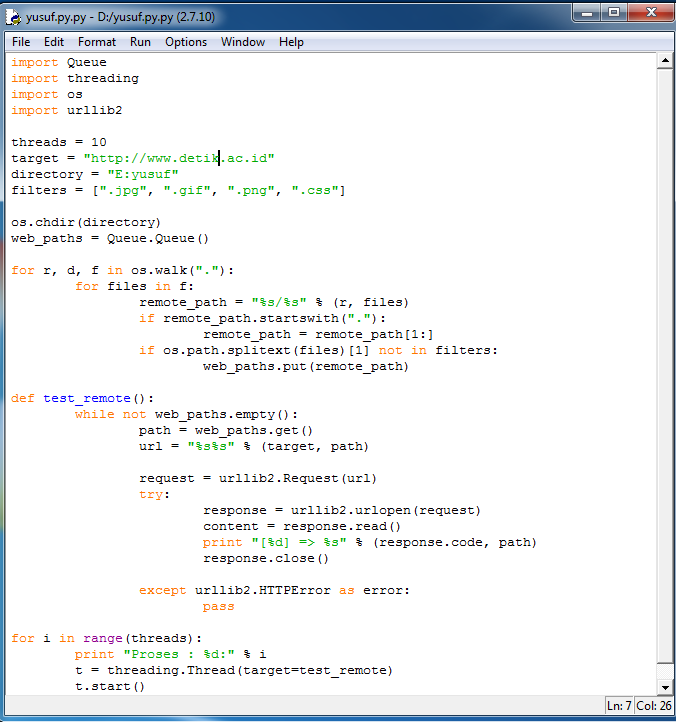 yusuf.py.py - D:/yusuf.py.py (2.7.10)
File Edit Format Run Options Window Help
import Queue
import threading
import os
import urllib2
threads = 10
target = "http://www.detik.ac.id"
directory = "E:yusuf"
filters = [".jpg", ".gif", ".png", ".css"]
os.chdir(directory)
web_paths = Queue.Queue()
for r, d, f in os.walk("."):
        for files in f:
                remote_path = "%s/%s" % (r, files)
                if remote_path.startswith("."):
                        remote_path = remote_path[1:]
                if os.path.splitext(files)[1] not in filters:
                        web_paths.put(remote_path)
def test_remote():
        while not web_paths.empty():
                path = web_paths.get()
                url = "%s%s" % (target, path)
                request = urllib2.Request(url)
                try:
                        response = urllib2.urlopen(request)
                        content = response.read()
                        print "[%d] => %s" % (response.code, path)
                        response.close()
                except urllib2.HTTPError as error:
                        pass
for i in range(threads):
        print "Proses : %d:" % i
        t = threading.Thread(target=test_remote)
        t.start()
Ln: 7 Col: 26